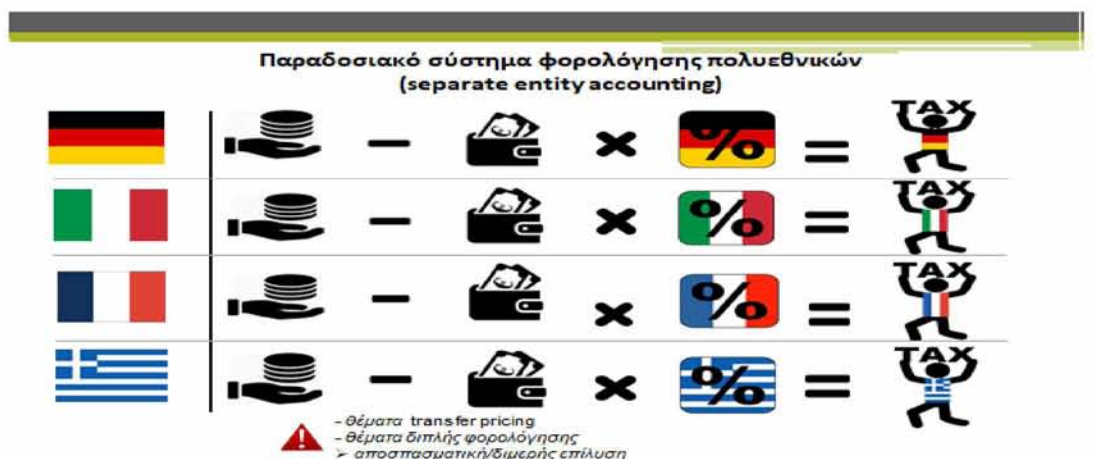 Παραδοσιακό σύστημα φορολόγησης πολυεθνικών
(separate entity accounting)
− × % = TAX
− × % = TAX
− × % = TAX
− × % = TAX
- θέματα transfer pricing
- θέματα διπλής φορολόγησης
➢ αποσπασματική/διμερής επίλυση